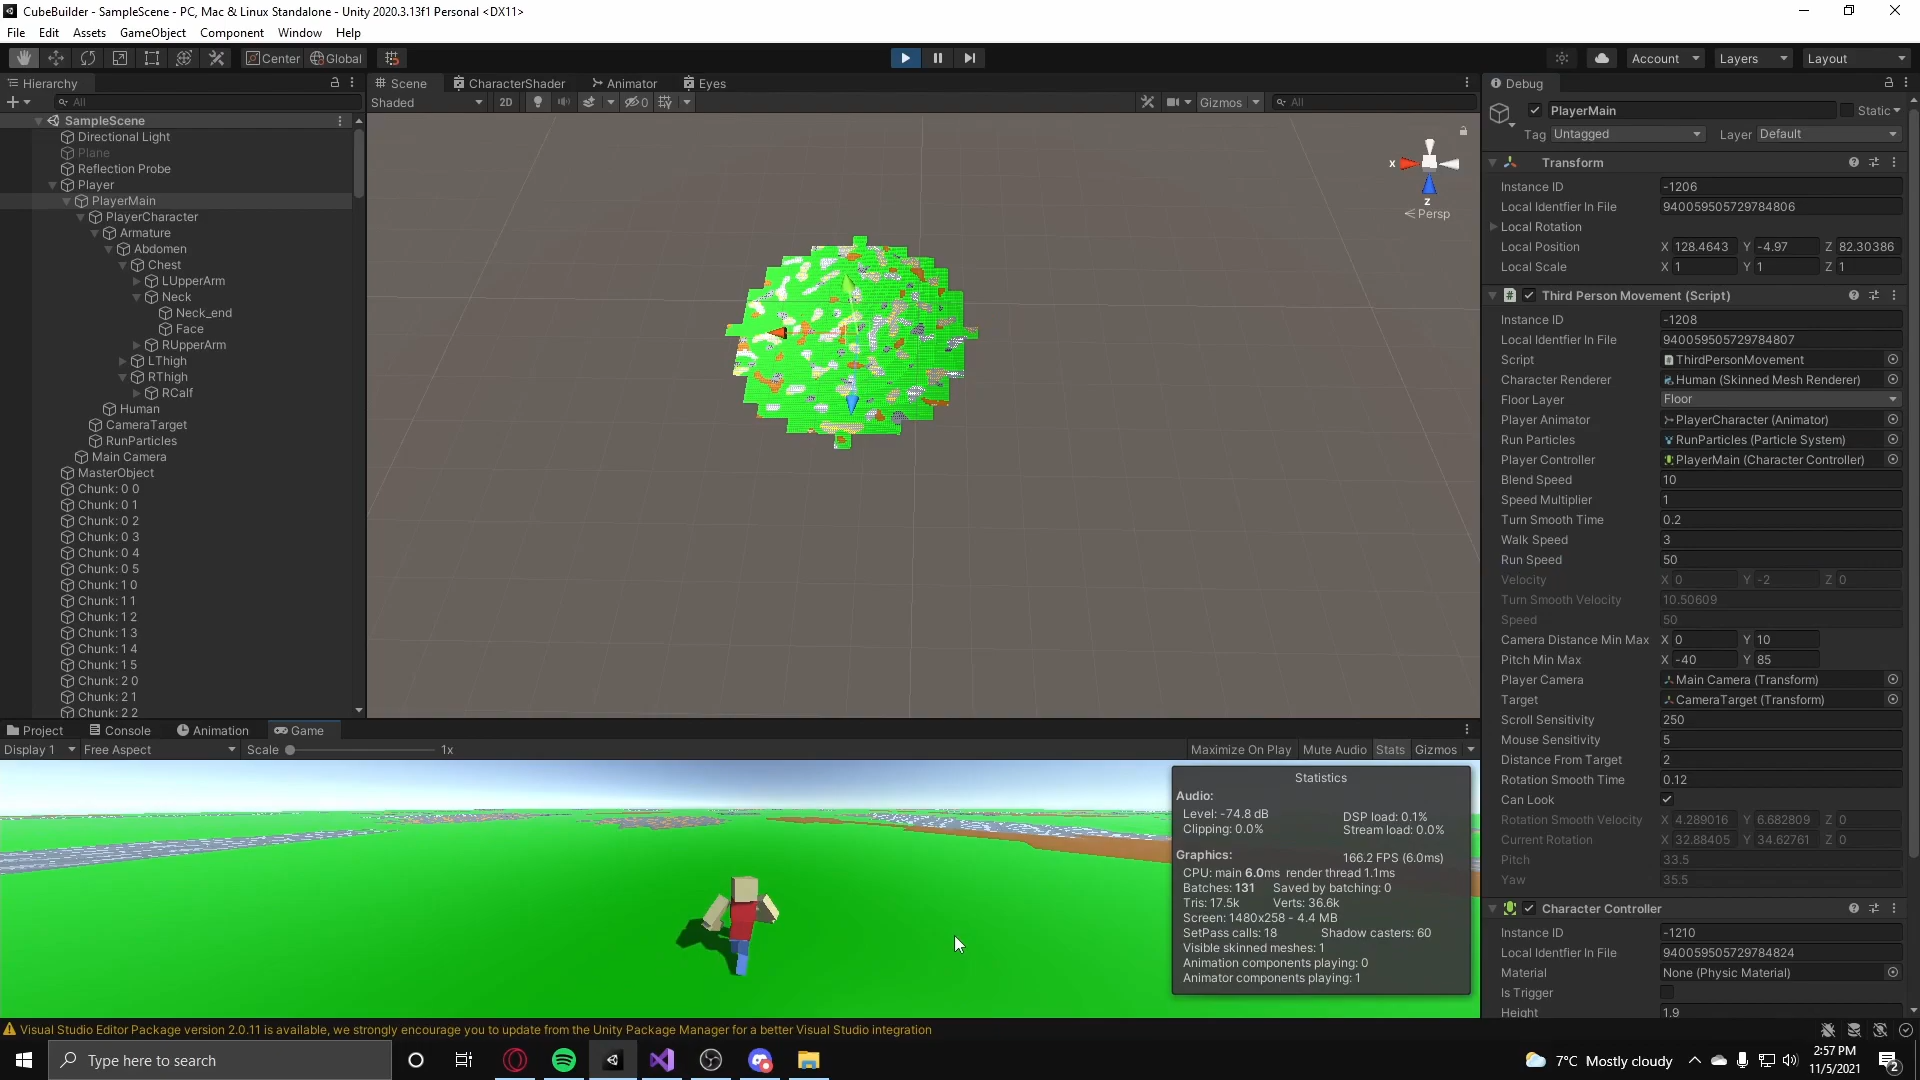 CubeBuilder - SampleScene - PC, Mac & Linux Standalone - Unity 2020.3.13f1 Personal <DX11>
File Edit Assets GameObject Component Window Help
Center Global Account Layers Layout
Hierarchy
All
SampleScene
Directional Light
Plane
Reflection Probe
Player
PlayerMain
PlayerCharacter
Armature
Abdomen
Chest
LUpperArm
Neck
Neck_end
Face
RUpperArm
LThigh
RThigh
RCalf
Human
CameraTarget
RunParticles
Main Camera
MasterObject
Chunk: 0 0
Chunk: 0 1
Chunk: 0 2
Chunk: 0 3
Chunk: 0 4
Chunk: 0 5
Chunk: 1 0
Chunk: 1 1
Chunk: 1 2
Chunk: 1 3
Chunk: 1 4
Chunk: 1 5
Chunk: 2 0
Chunk: 2 1
Chunk: 2 2
Scene CharacterShader Animator Eyes
Shaded 2D 0 Gizmos All
x
z
Persp
Debug
PlayerMain Static
Tag Untagged Layer Default
Transform
Instance ID -1206
Local Identfier In File 940059505729784806
Local Rotation
Local Position X 128.4643 Y -4.97 Z 82.30386
Local Scale X 1 Y 1 Z 1
Third Person Movement (Script)
Instance ID -1208
Local Identfier In File 940059505729784807
Script ThirdPersonMovement
Character Renderer Human (Skinned Mesh Renderer)
Floor Layer Floor
Player Animator PlayerCharacter (Animator)
Run Particles RunParticles (Particle System)
Player Controller PlayerMain (Character Controller)
Blend Speed 10
Speed Multiplier 1
Turn Smooth Time 0.2
Walk Speed 3
Run Speed 50
Velocity X 0 Y -2 Z 0
Turn Smooth Velocity 10.50609
Speed 50
Camera Distance Min Max X 0 Y 10
Pitch Min Max X -40 Y 85
Player Camera Main Camera (Transform)
Target CameraTarget (Transform)
Scroll Sensitivity 250
Mouse Sensitivity 5
Distance From Target 2
Rotation Smooth Time 0.12
Can Look
Rotation Smooth Velocity X 4.289016 Y 6.682809 Z 0
Current Rotation X 32.88405 Y 34.62761 Z 0
Pitch 33.5
Yaw 35.5
Character Controller
Instance ID -1210
Local Identfier In File 940059505729784824
Material None (Physic Material)
Is Trigger
Height 1.9
Project Console Animation Game
Display 1 Free Aspect Scale 1x Maximize On Play Mute Audio Stats Gizmos
Statistics
Audio:
Level: -74.8 dB DSP load: 0.1%
Clipping: 0.0% Stream load: 0.0%
Graphics: 166.2 FPS (6.0ms)
CPU: main 6.0ms render thread 1.1ms
Batches: 131 Saved by batching: 0
Tris: 17.5k Verts: 36.6k
Screen: 1480x258 - 4.4 MB
SetPass calls: 18 Shadow casters: 60
Visible skinned meshes: 1
Animation components playing: 0
Animator components playing: 1
Visual Studio Editor Package version 2.0.11 is available, we strongly encourage you to update from the Unity Package Manager for a better Visual Studio integration
Type here to search
7°C Mostly cloudy
2:57 PM
11/5/2021
2